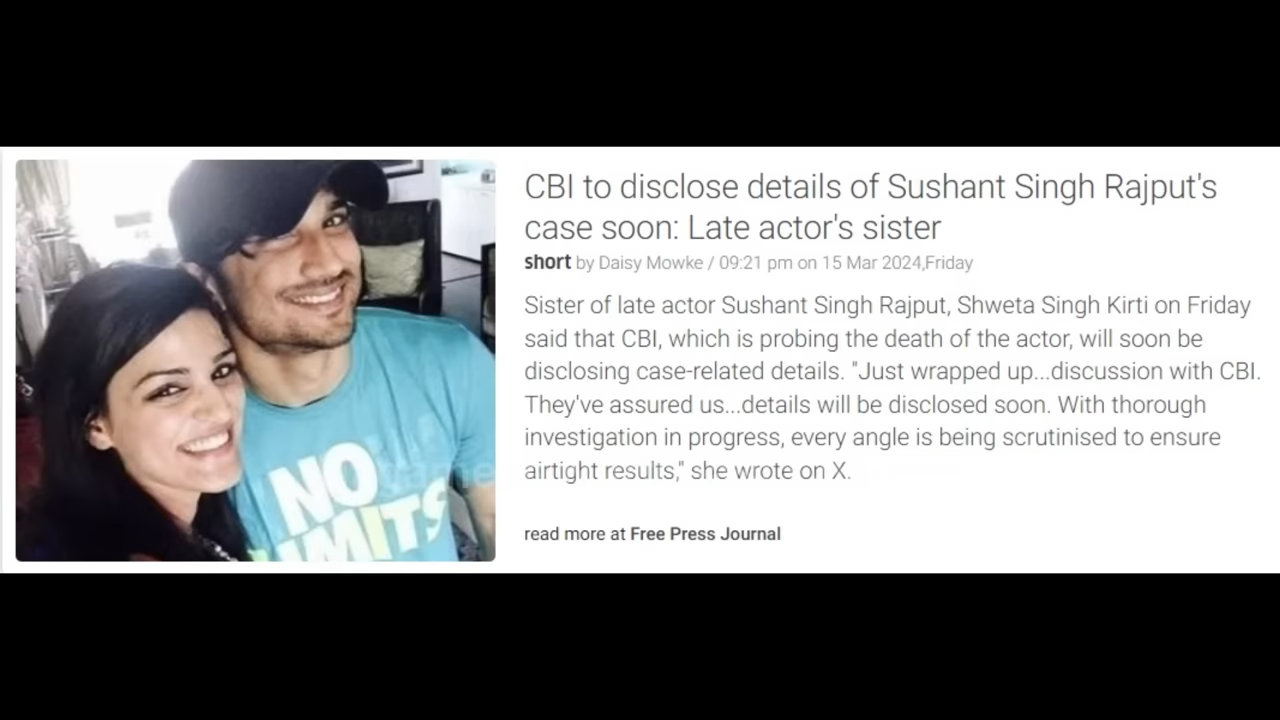 CBI to disclose details of Sushant Singh Rajput's
case soon: Late actor's sister
short by Daisy Mowke / 09:21 pm on 15 Mar 2024,Friday
Sister of late actor Sushant Singh Rajput, Shweta Singh Kirti on Friday
said that CBI, which is probing the death of the actor, will soon be
disclosing case-related details. "Just wrapped up...discussion with CBI.
They've assured us...details will be disclosed soon. With thorough
investigation in progress, every angle is being scrutinised to ensure
airtight results," she wrote on X.
read more at Free Press Journal
NO
LIMITS